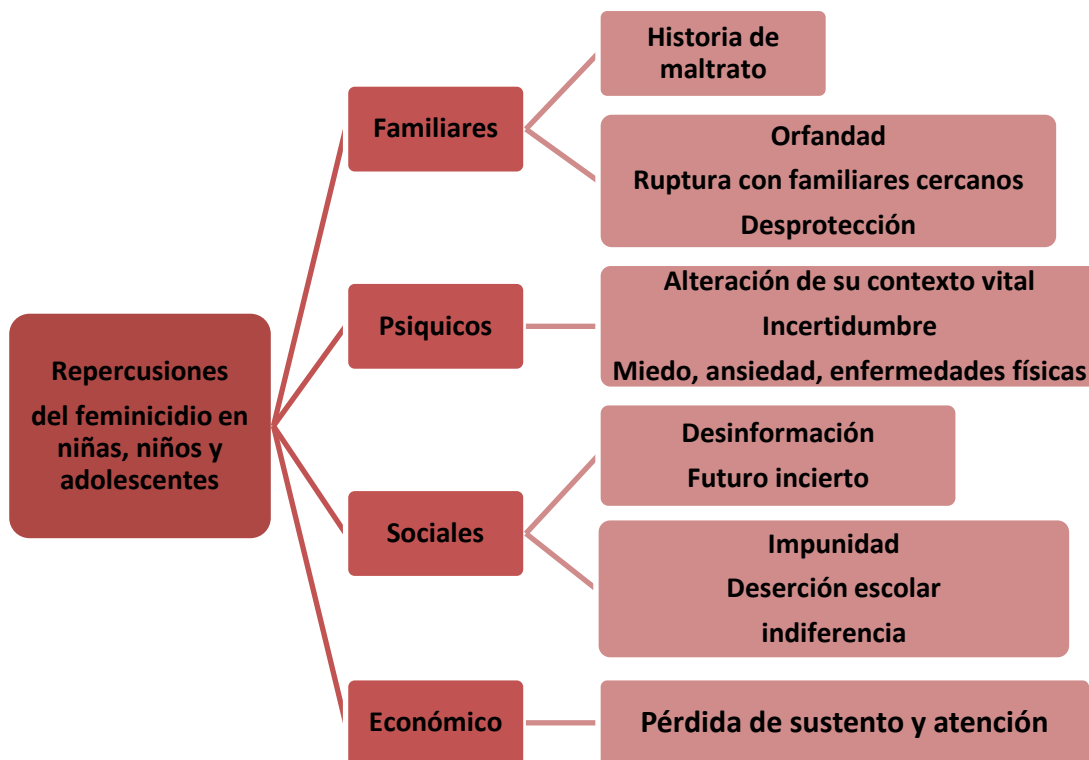 Repercusiones
del feminicidio en
niñas, niños y
adolescentes
Familiares
Historia de
maltrato
Orfandad
Ruptura con familiares cercanos
Desprotección
Psiquicos
Alteración de su contexto vital
Incertidumbre
Miedo, ansiedad, enfermedades físicas
Sociales
Desinformación
Futuro incierto
Impunidad
Deserción escolar
indiferencia
Económico
Pérdida de sustento y atención